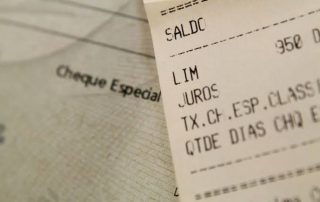 Cheque Especial
SALDO
950 D
LIM
JUROS
TX.CH.ESP.CLASS
QTDE DIAS CHQ E